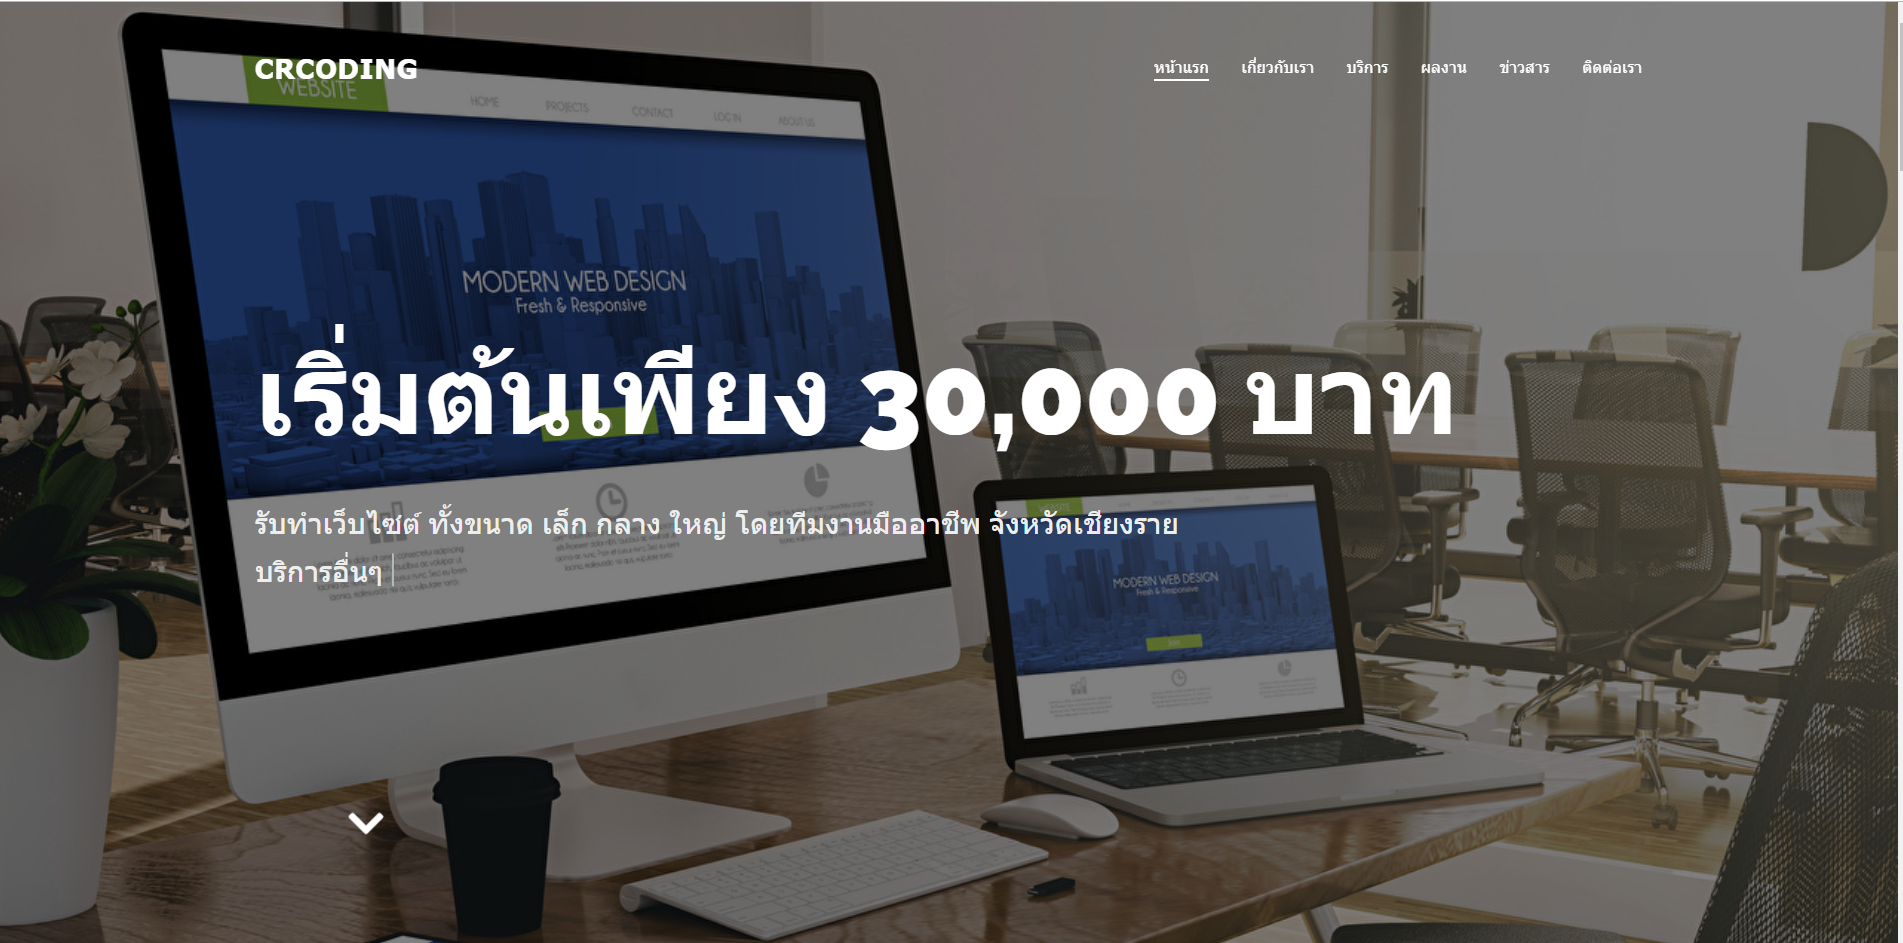 CRCODING
หน้าแรก เกี่ยวกับเรา บริการ ผลงาน ข่าวสาร ติดต่อเรา
WEBSITE
HOME PROJECTS CONTACT LOG IN ABOUT US
MODERN WEB DESIGN
Fresh & Responsive
เริ่มต้นเพียง 30,000 บาท
รับทำเว็บไซต์ ทั้งขนาด เล็ก กลาง ใหญ่ โดยทีมงานมืออาชีพ จังหวัดเชียงราย
บริการอื่นๆ
MODERN WEB DESIGN
Fresh & Responsive